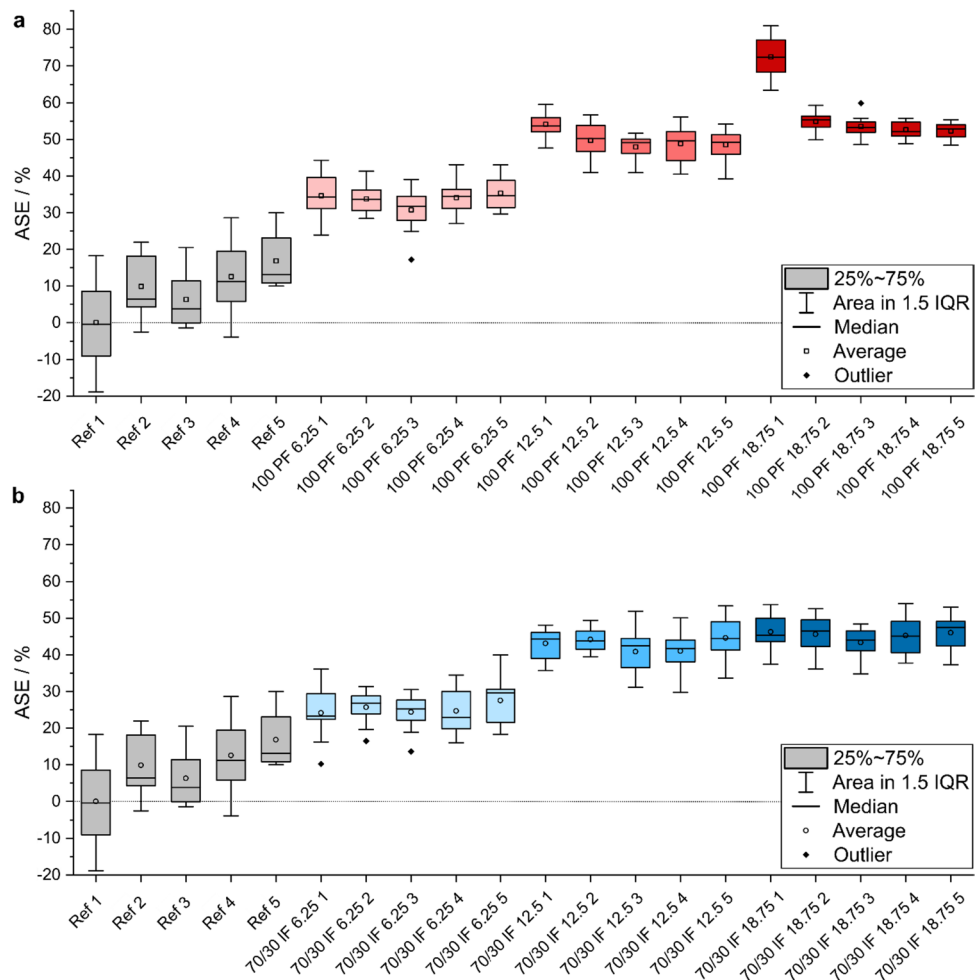 a
ASE / %
80
70
60
50
40
30
20
10
0
-10
-20
25%~75%
Area in 1.5 IQR
Median
Average
Outlier
Ref 1
Ref 2
Ref 3
Ref 4
Ref 5
100 PF 6.25 1
100 PF 6.25 2
100 PF 6.25 3
100 PF 6.25 4
100 PF 6.25 5
100 PF 12.5 1
100 PF 12.5 2
100 PF 12.5 3
100 PF 12.5 4
100 PF 12.5 5
100 PF 18.75 1
100 PF 18.75 2
100 PF 18.75 3
100 PF 18.75 4
100 PF 18.75 5
b
ASE / %
80
70
60
50
40
30
20
10
0
-10
-20
25%~75%
Area in 1.5 IQR
Median
Average
Outlier
Ref 1
Ref 2
Ref 3
Ref 4
Ref 5
70/30 IF 6.25 1
70/30 IF 6.25 2
70/30 IF 6.25 3
70/30 IF 6.25 4
70/30 IF 6.25 5
70/30 IF 12.5 1
70/30 IF 12.5 2
70/30 IF 12.5 3
70/30 IF 12.5 4
70/30 IF 12.5 5
70/30 IF 18.75 1
70/30 IF 18.75 2
70/30 IF 18.75 3
70/30 IF 18.75 4
70/30 IF 18.75 5